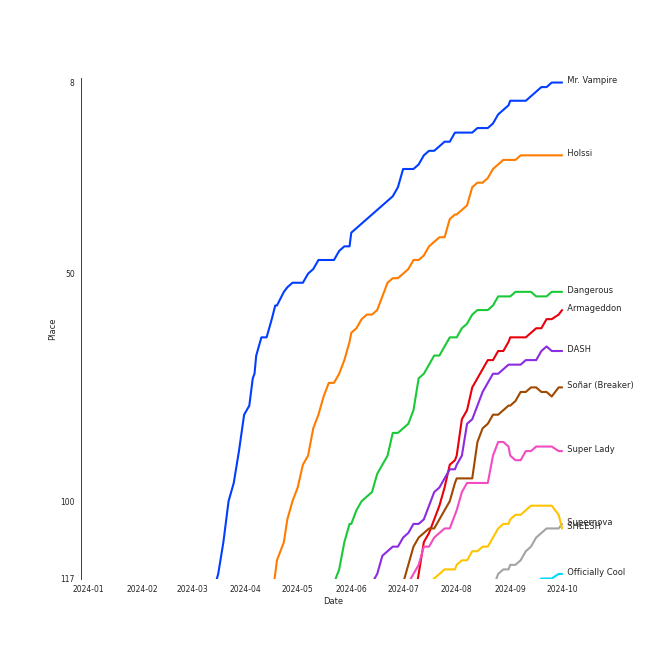 8
Mr. Vampire
Holssi
50
Dangerous
Armageddon
Place
DASH
Soñar (Breaker)
Super Lady
100
Supernova
SHEESH
Officially Cool
117
2024-01 2024-02 2024-03 2024-04 2024-05 2024-06 2024-07 2024-08 2024-09 2024-10
Date